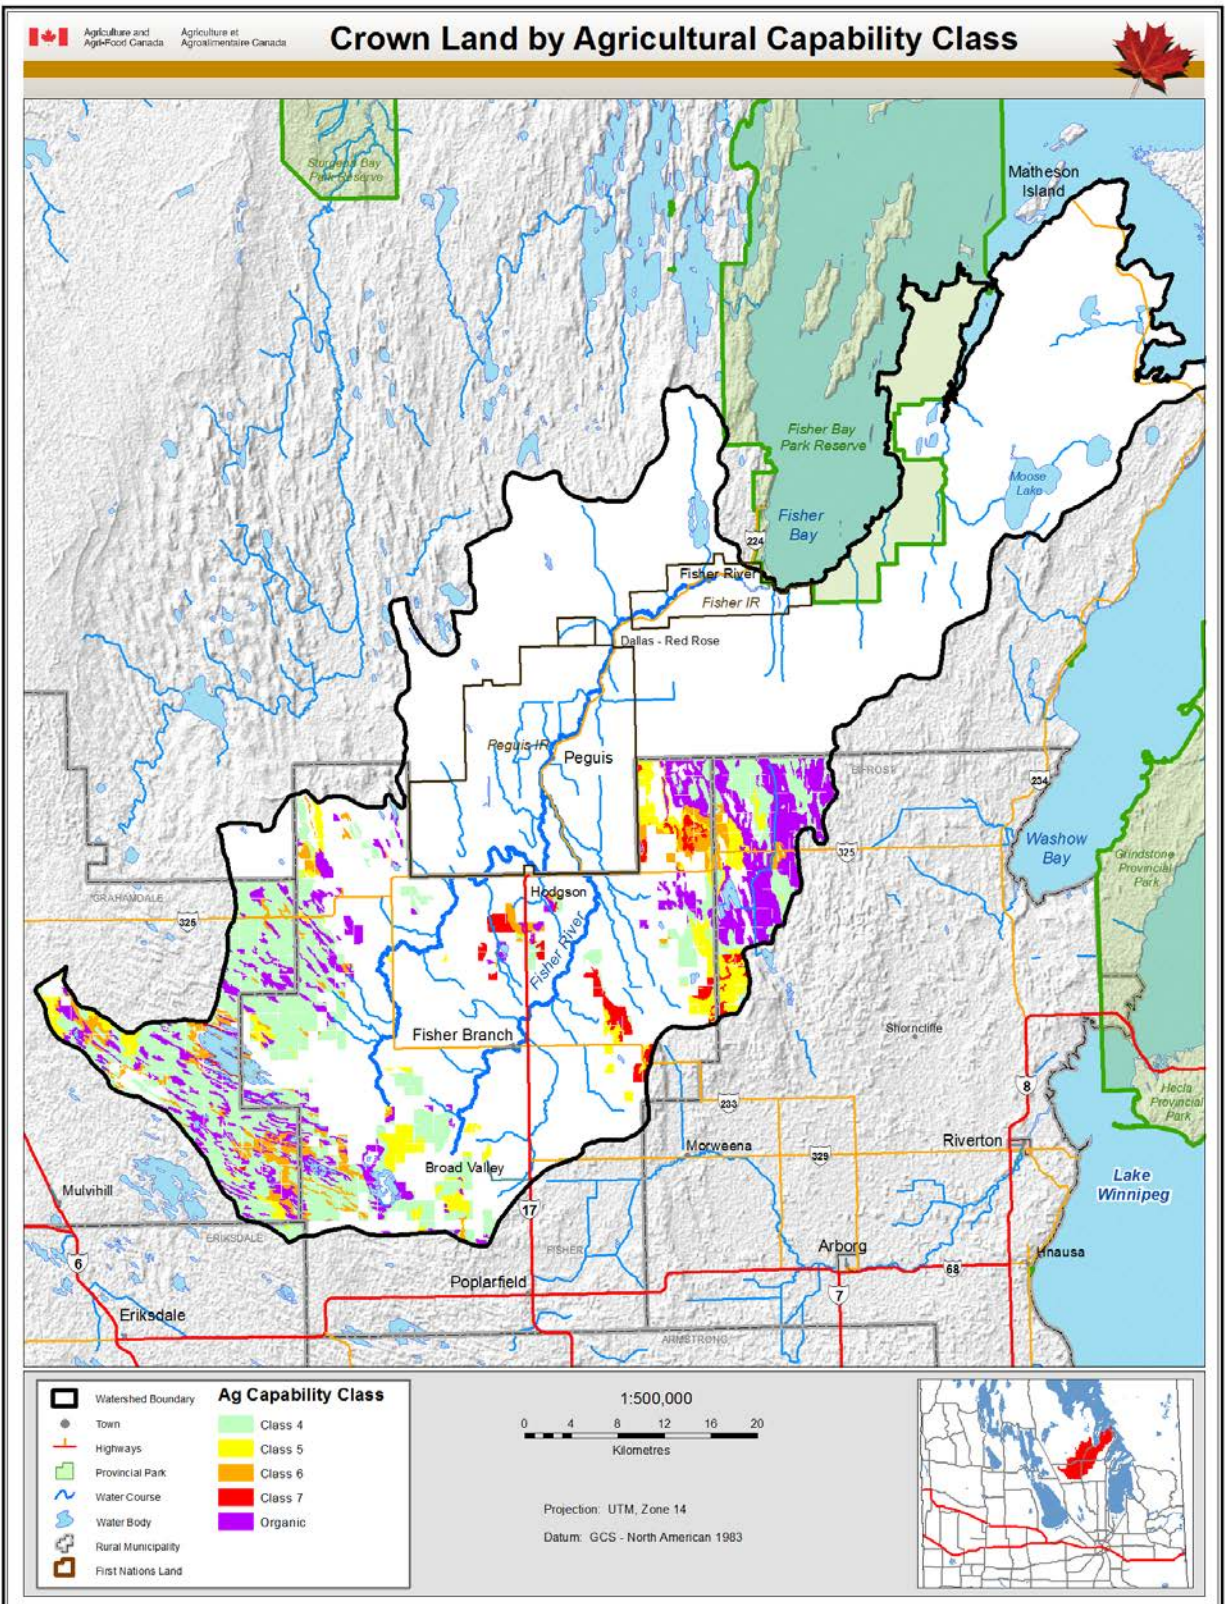 Agriculture and
Agri-Food Canada
Agriculture et
Agroalimentaire Canada
Crown Land by Agricultural Capability Class
Sturgeon Bay
Park Reserve
Matheson
Island
Fisher Bay
Park Reserve
Moose
Lake
Fisher
Bay
224
Fisher River
Fisher IR
Dallas - Red Rose
Peguis IR
Peguis
BIFROST
234
Washow
Bay
325
Grindstone
Provincial
Park
Hodgson
GRAHAMDALE
325
Fisher River
Fisher Branch
Shorncliffe
8
Hecla
Provincial
Park
233
Morweena
329
Riverton
Broad Valley
Lake
Winnipeg
Mulvihill
17
ERIKSDALE
FISHER
Arborg
Hnausa
6
68
Poplarfield
7
Eriksdale
ARMSTRONG
Watershed Boundary
Town
Highways
Provincial Park
Water Course
Water Body
Rural Municipality
First Nations Land
Ag Capability Class
Class 4
Class 5
Class 6
Class 7
Organic
1:500,000
0 4 8 12 16 20
Kilometres
Projection: UTM, Zone 14
Datum: GCS - North American 1983